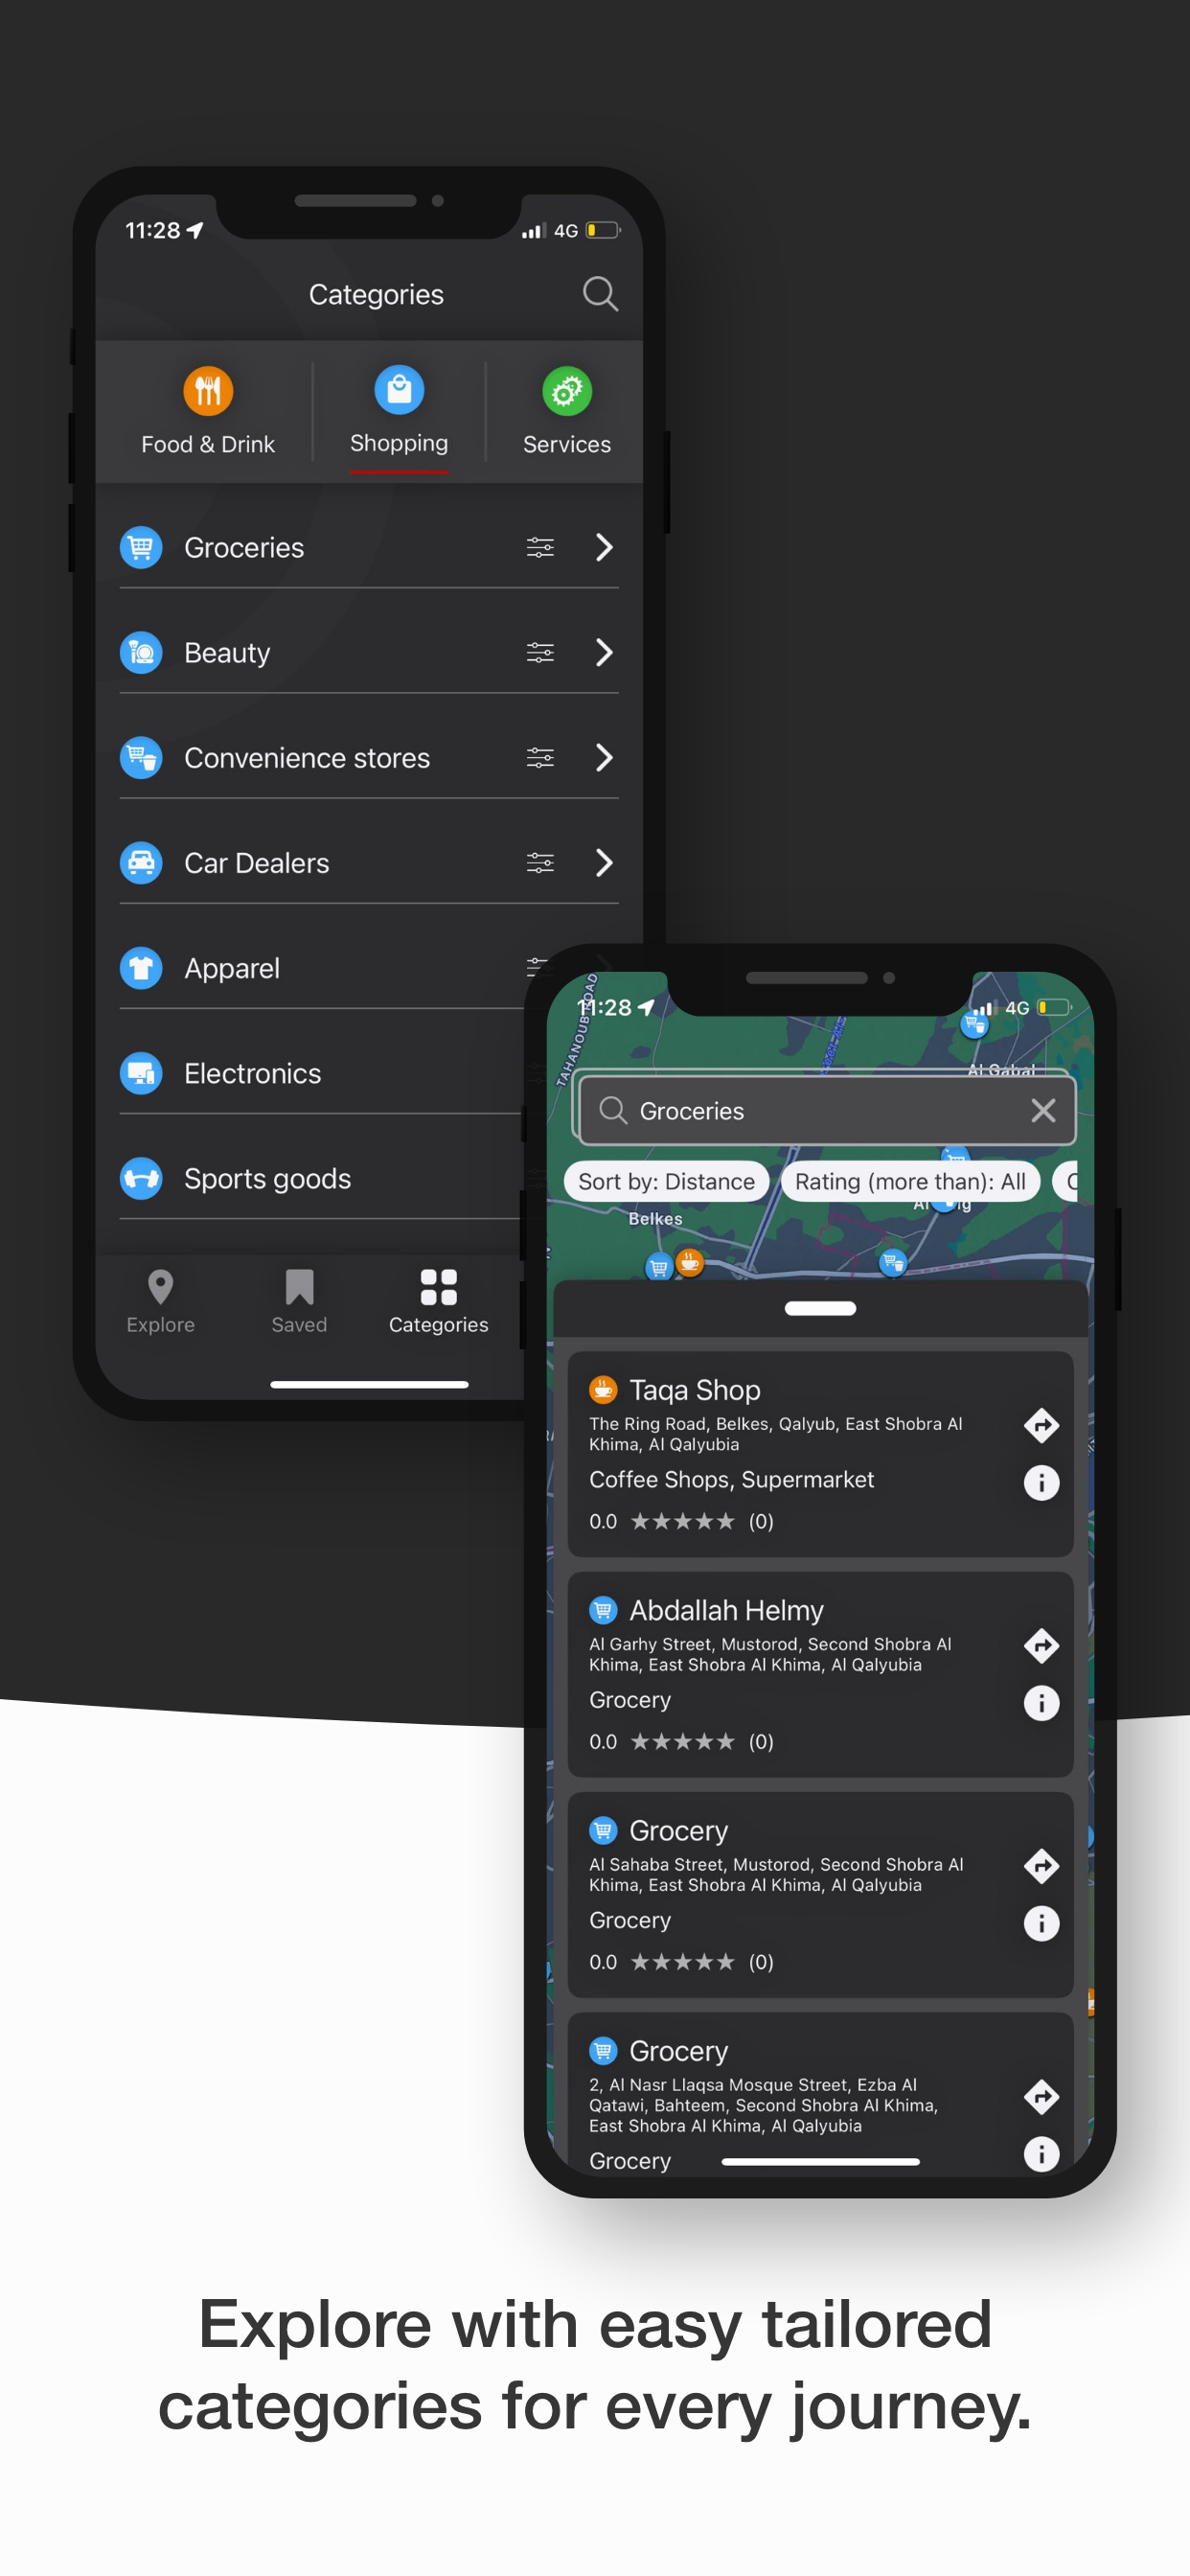 11:28
4G
Categories
Food & Drink
Shopping
Services
Groceries
Beauty
Convenience stores
Car Dealers
Apparel
Electronics
Sports goods
Explore
Saved
Categories
11:28
4G
TAHANOUB ROAD
Al Gabal
Groceries
Sort by: Distance
Rating (more than): All
Belkes
Taqa Shop
The Ring Road, Belkes, Qalyub, East Shobra Al
Khima, Al Qalyubia
Coffee Shops, Supermarket
0.0 ★★★★★ (0)
Abdallah Helmy
Al Garhy Street, Mustorod, Second Shobra Al
Khima, East Shobra Al Khima, Al Qalyubia
Grocery
0.0 ★★★★★ (0)
Grocery
Al Sahaba Street, Mustorod, Second Shobra Al
Khima, East Shobra Al Khima, Al Qalyubia
Grocery
0.0 ★★★★★ (0)
Grocery
2, Al Nasr Llaqsa Mosque Street, Ezba Al
Qatawi, Bahteem, Second Shobra Al Khima,
East Shobra Al Khima, Al Qalyubia
Grocery
Explore with easy tailored
categories for every journey.